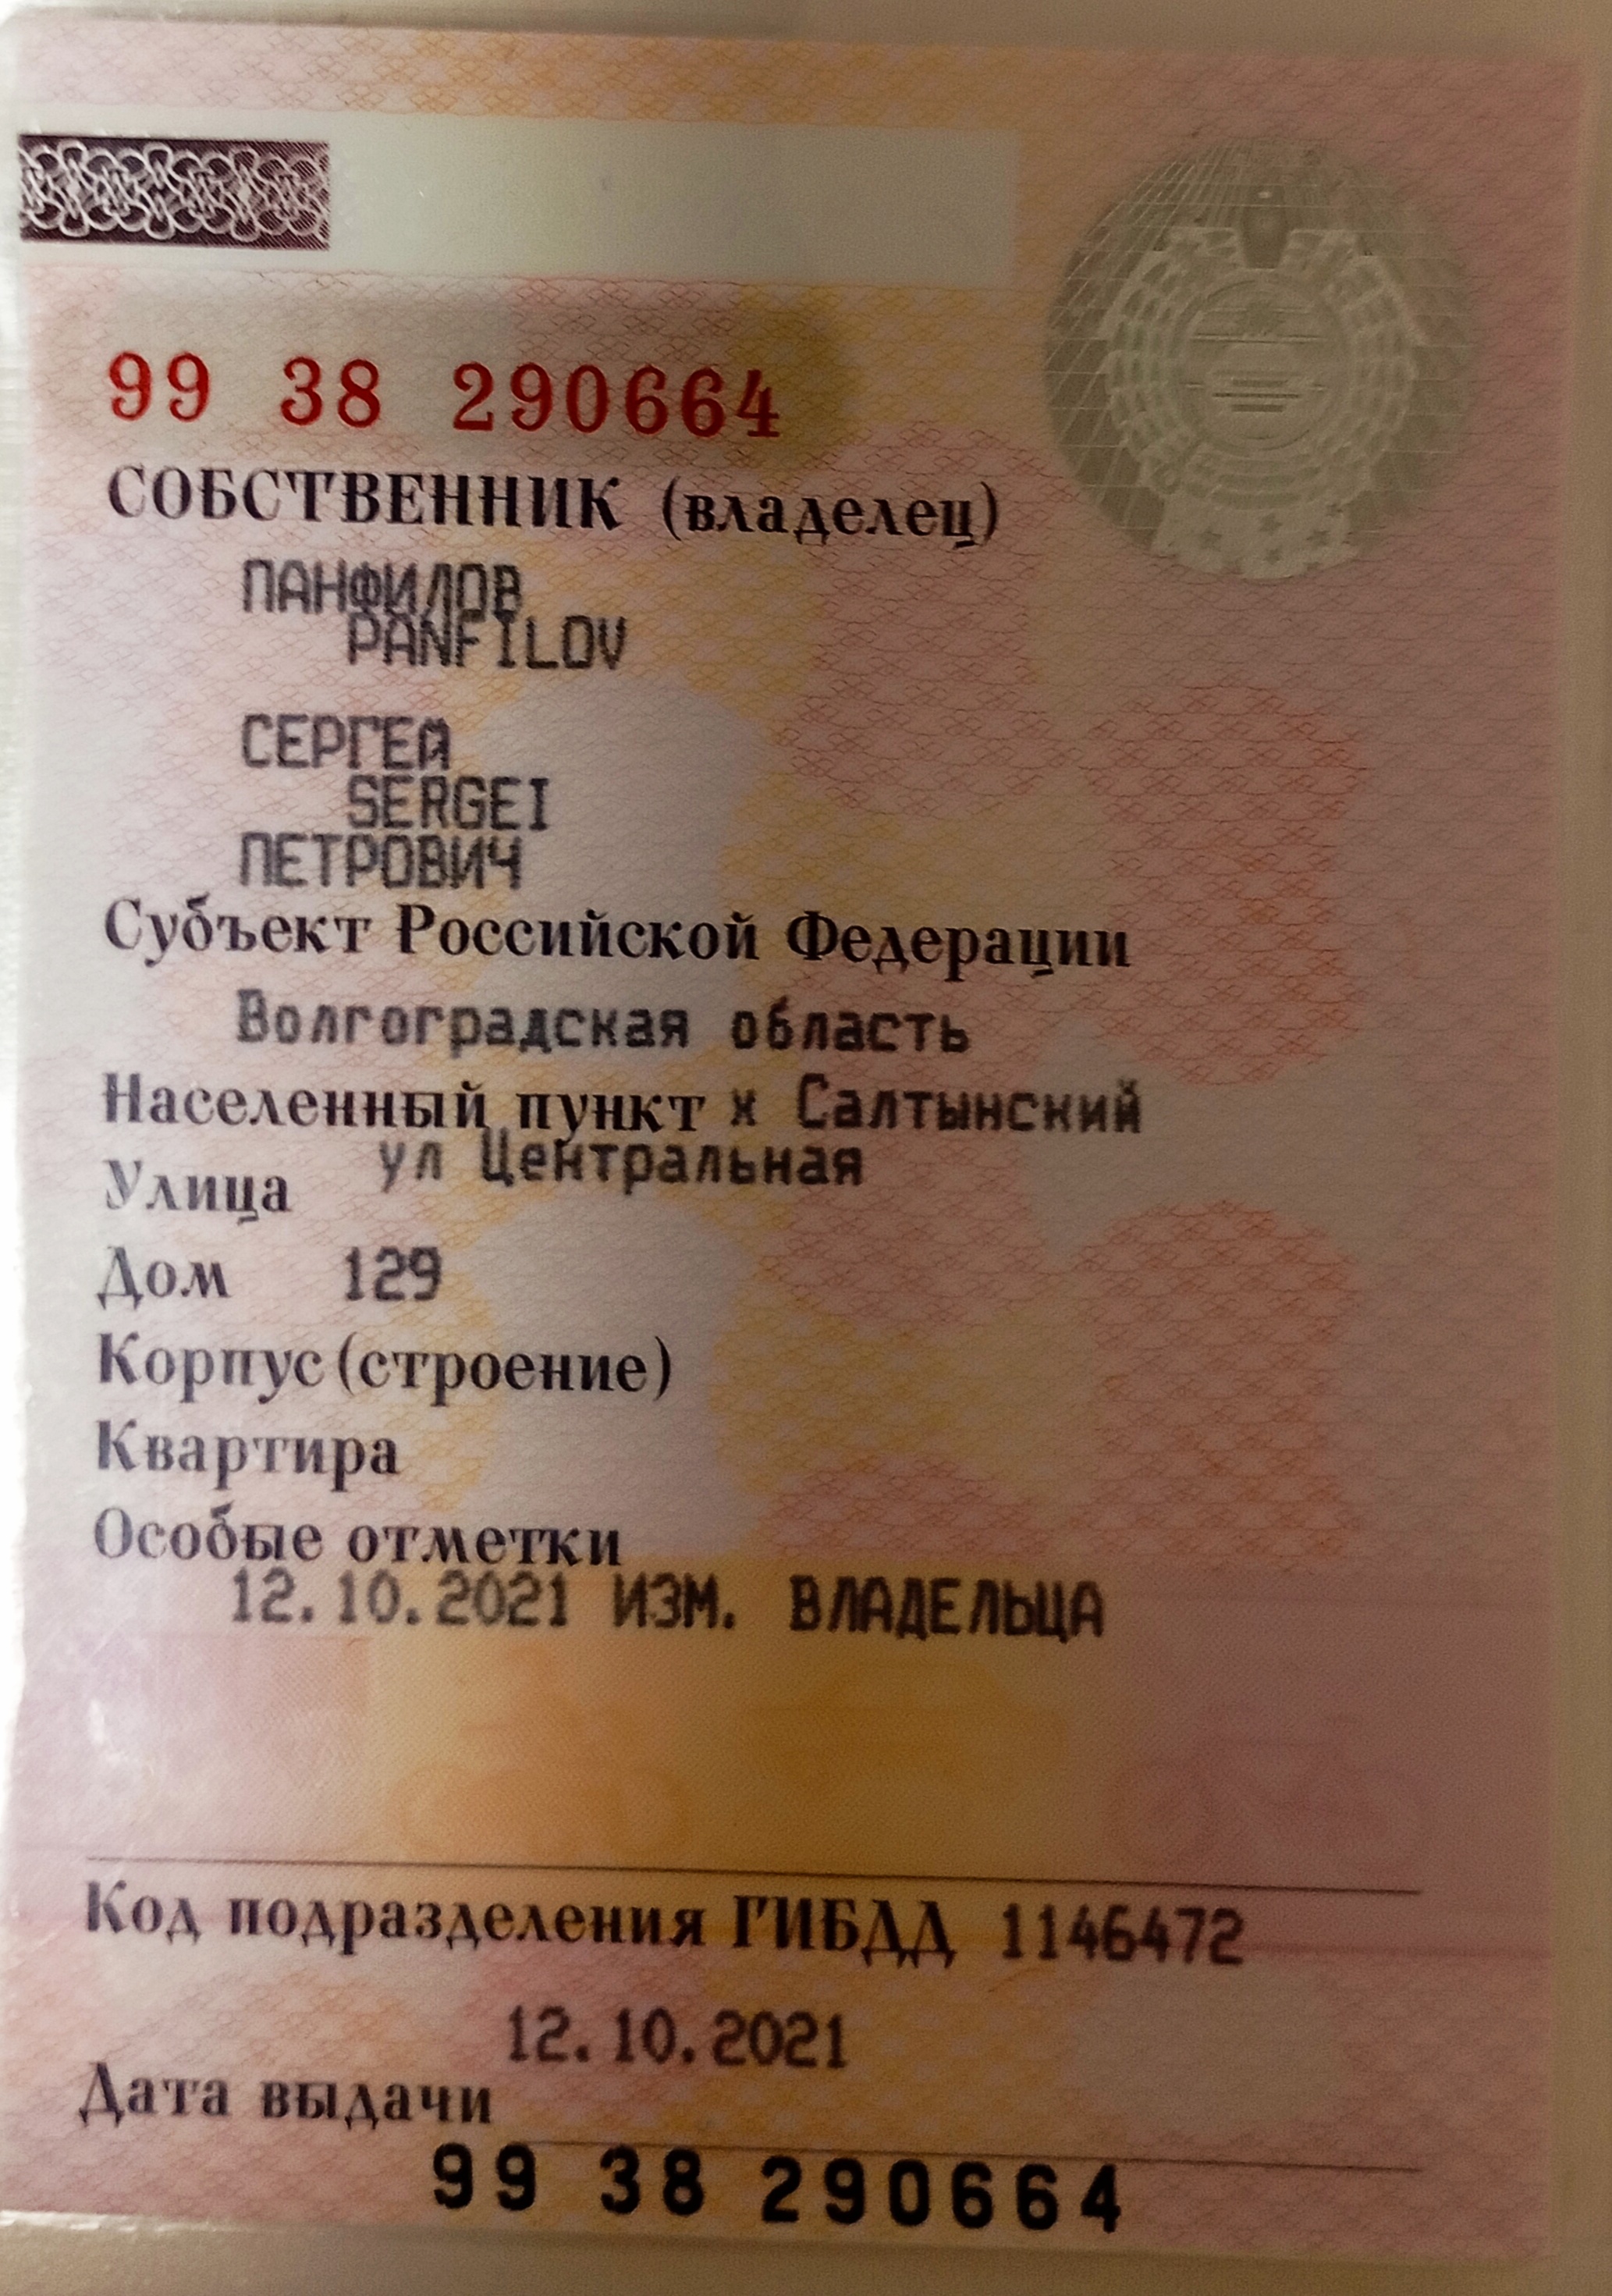 99 38 290664
СОБСТВЕННИК (владелец)
ПАНФИЛОВ
PANFILOV
СЕРГЕЙ
SERGEI
ПЕТРОВИЧ
Субъект Российской Федерации
Волгоградская область
Населенный пункт х Салтынский
Улица ул Центральная
Дом 129
Корпус (строение)
Квартира
Особые отметки
12.10.2021 ИЗМ. ВЛАДЕЛЬЦА
Код подразделения ГИБДД 1146472
12.10.2021
Дата выдачи
99 38 290664